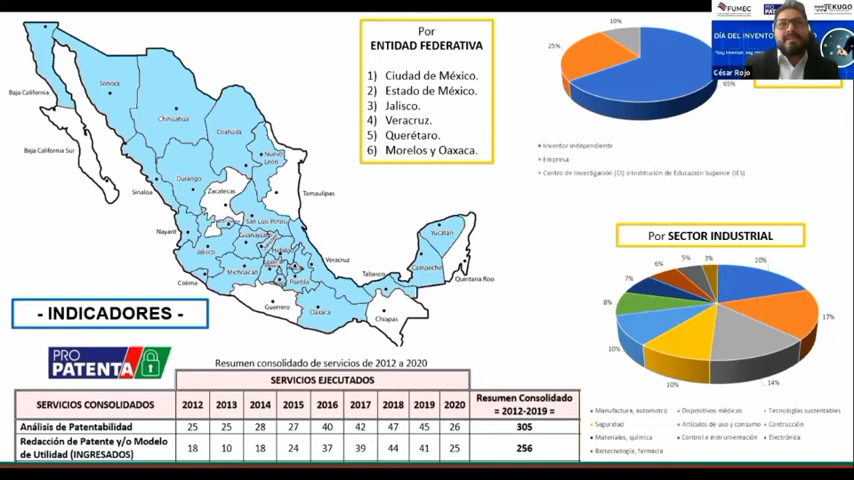 Por
ENTIDAD FEDERATIVA
1) Ciudad de México.
2) Estado de México.
3) Jalisco.
4) Veracruz.
5) Querétaro.
6) Morelos y Oaxaca.
10%
25%
65%
Inventor independiente
Empresa
Centro de Investigación (CI) o Institución de Educación Superior (IES)
FUMEC
PATENTA
TEKUGO
DÍA DEL INVENTO
César Rojo
Baja California
Sonora
Chihuahua
Coahuila
Baja California Sur
Nuevo
León
Durango
Sinaloa
Zacatecas
Tamaulipas
San Luis Potosí
Nayarit
Guanajuato
Hidalgo
Jalisco
Yucatán
Veracruz
Campeche
Michoacán
Colima
Puebla
Tabasco
Quintana Roo
Guerrero
Oaxaca
Chiapas
- INDICADORES -
Por SECTOR INDUSTRIAL
3%
5%
6%
7%
8%
10%
10%
14%
17%
20%
Manufactura, automotriz
Dispositivos médicos
Tecnologías sustentables
Seguridad
Artículos de uso y consumo
Contrucción
Materiales, química
Control e instrumentación
Electrónica
Biotecnología, farmacia
PRO
PATENTA
Resumen consolidado de servicios de 2012 a 2020
SERVICIOS EJECUTADOS
SERVICIOS CONSOLIDADOS 2012 2013 2014 2015 2016 2017 2018 2019 2020 Resumen Consolidado = 2012-2019 =
Análisis de Patentabilidad 25 25 28 27 40 42 47 45 26 305
Redacción de Patente y/o Modelo de Utilidad (INGRESADOS) 18 10 18 24 37 39 44 41 25 256